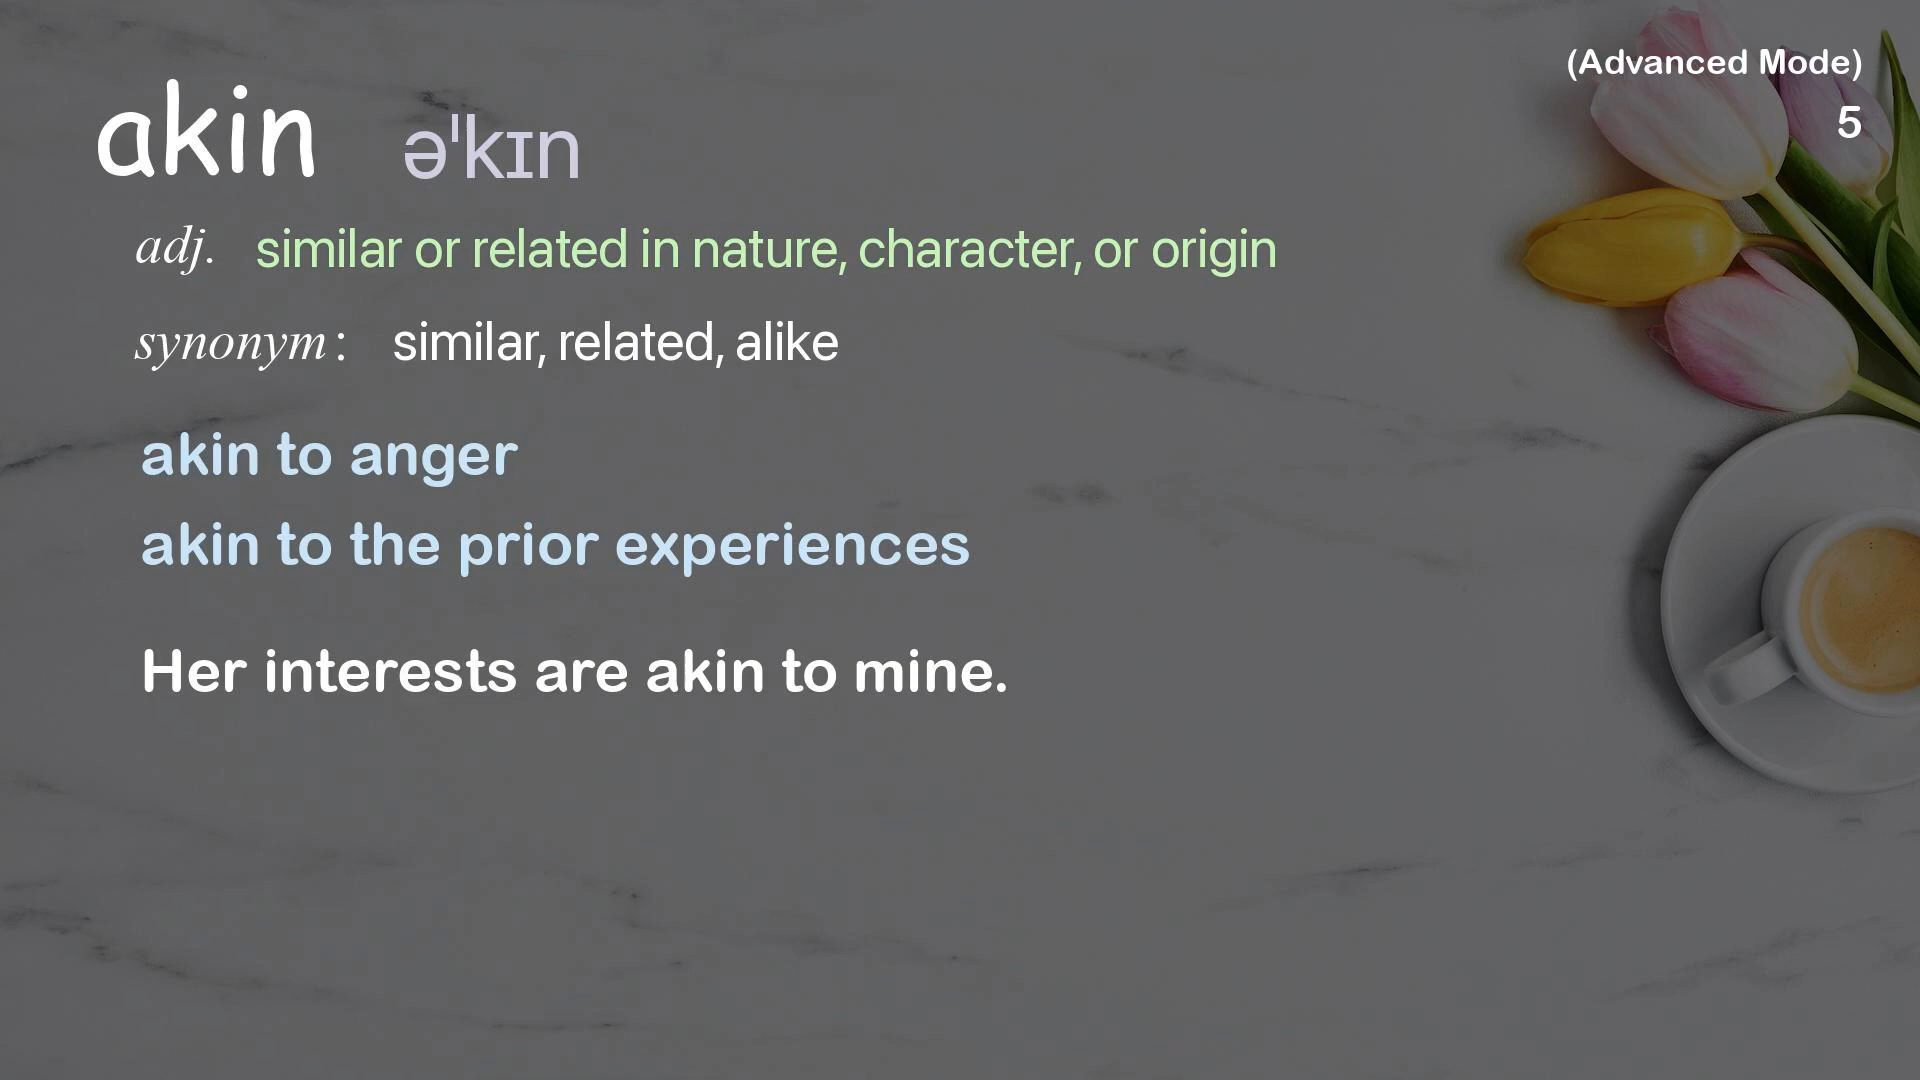 (Advanced Mode)
5
akin əˈkɪn
adj. similar or related in nature, character, or origin
synonym: similar, related, alike
akin to anger
akin to the prior experiences
Her interests are akin to mine.